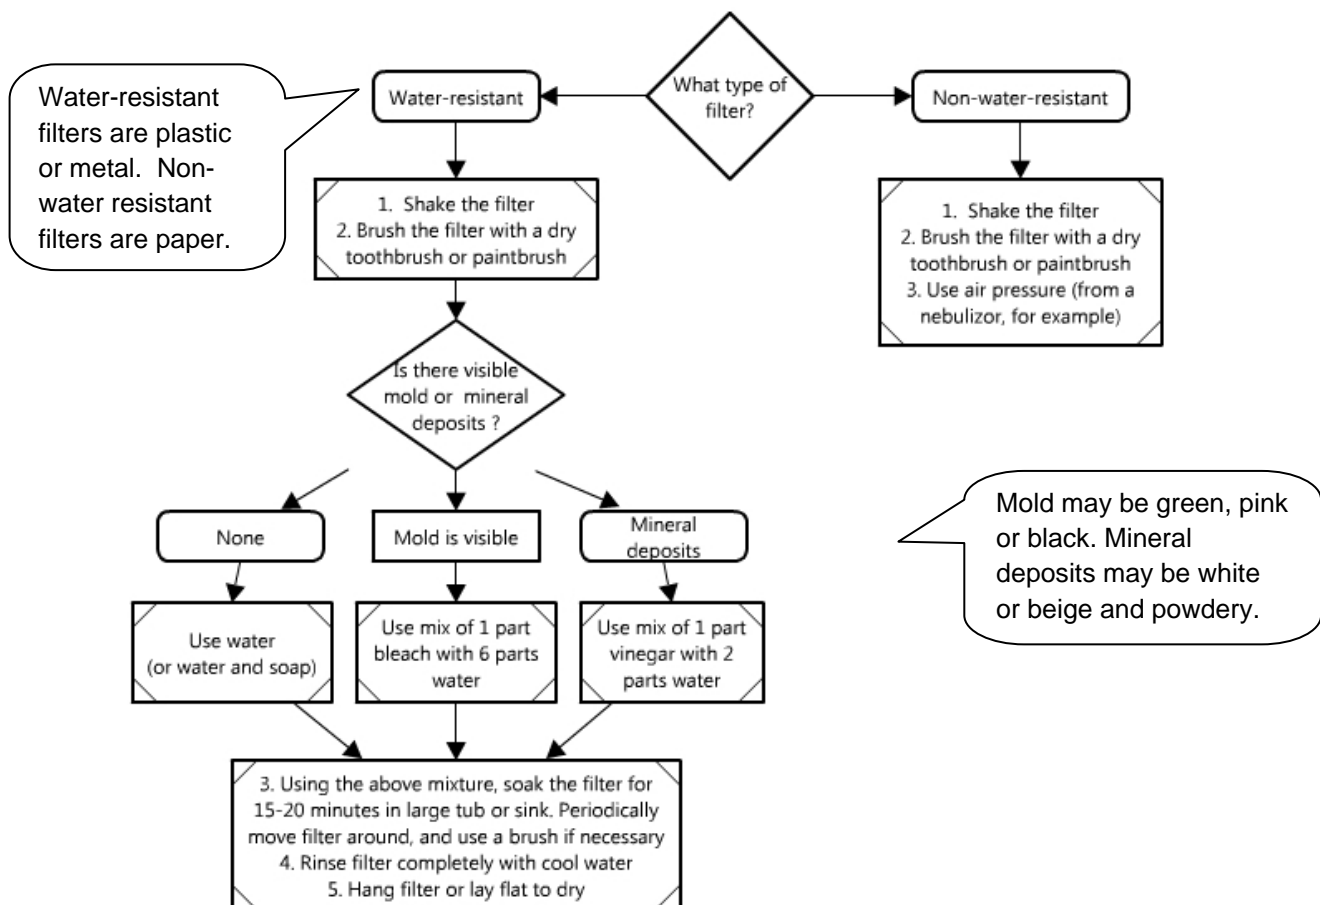 What type of
filter?
Water-resistant
Non-water-resistant
Water-resistant
filters are plastic
or metal.  Non-
water resistant
filters are paper.
1.  Shake the filter
2. Brush the filter with a dry
toothbrush or paintbrush
1.  Shake the filter
2. Brush the filter with a dry
toothbrush or paintbrush
3. Use air pressure (from a
nebulizor, for example)
Is there visible
mold or  mineral
deposits ?
None
Mold is visible
Mineral
deposits
Mold may be green, pink
or black. Mineral
deposits may be white
or beige and powdery.
Use water
(or water and soap)
Use mix of 1 part
bleach with 6 parts
water
Use mix of 1 part
vinegar with 2
parts water
3. Using the above mixture, soak the filter for
15-20 minutes in large tub or sink. Periodically
move filter around, and use a brush if necessary
4. Rinse filter completely with cool water
5. Hang filter or lay flat to dry